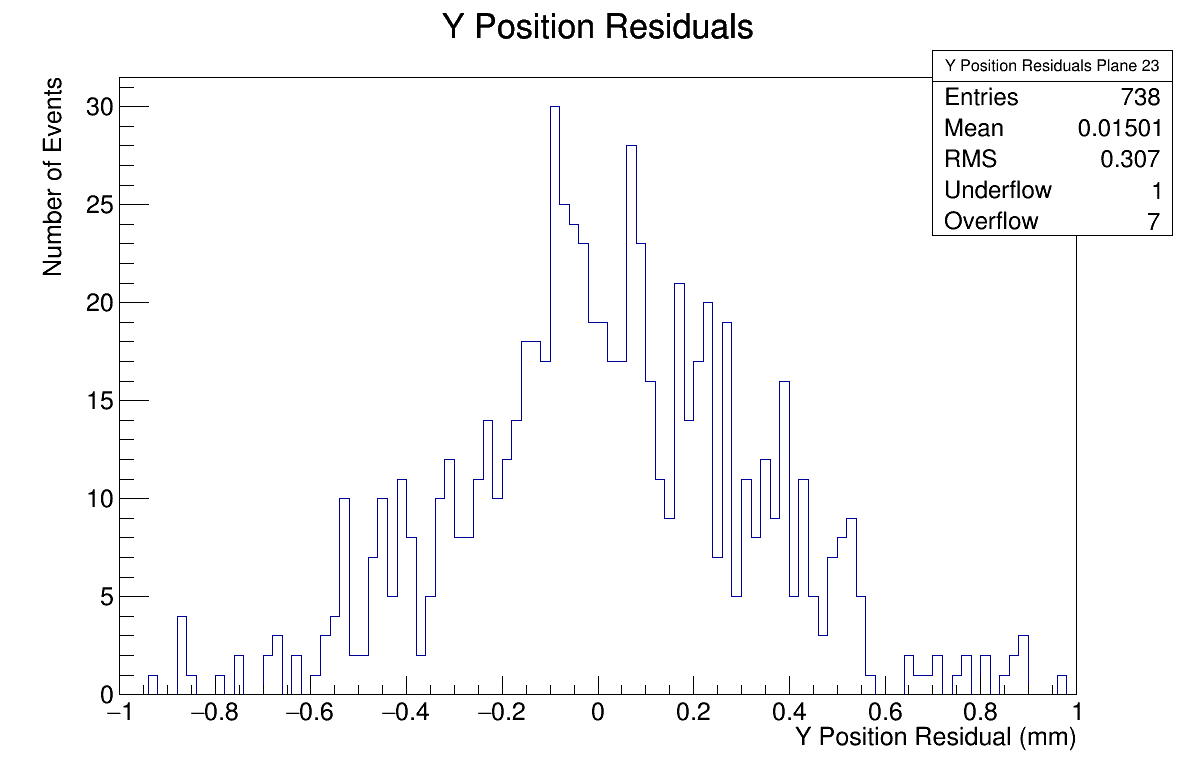 Y Position Residuals
Y Position Residuals Plane 23
Entries 738
Mean 0.01501
RMS 0.307
Underflow 1
Overflow 7
Number of Events
30
25
20
15
10
5
0
−1 −0.8 −0.6 −0.4 −0.2 0 0.2 0.4 0.6 0.8 1
Y Position Residual (mm)